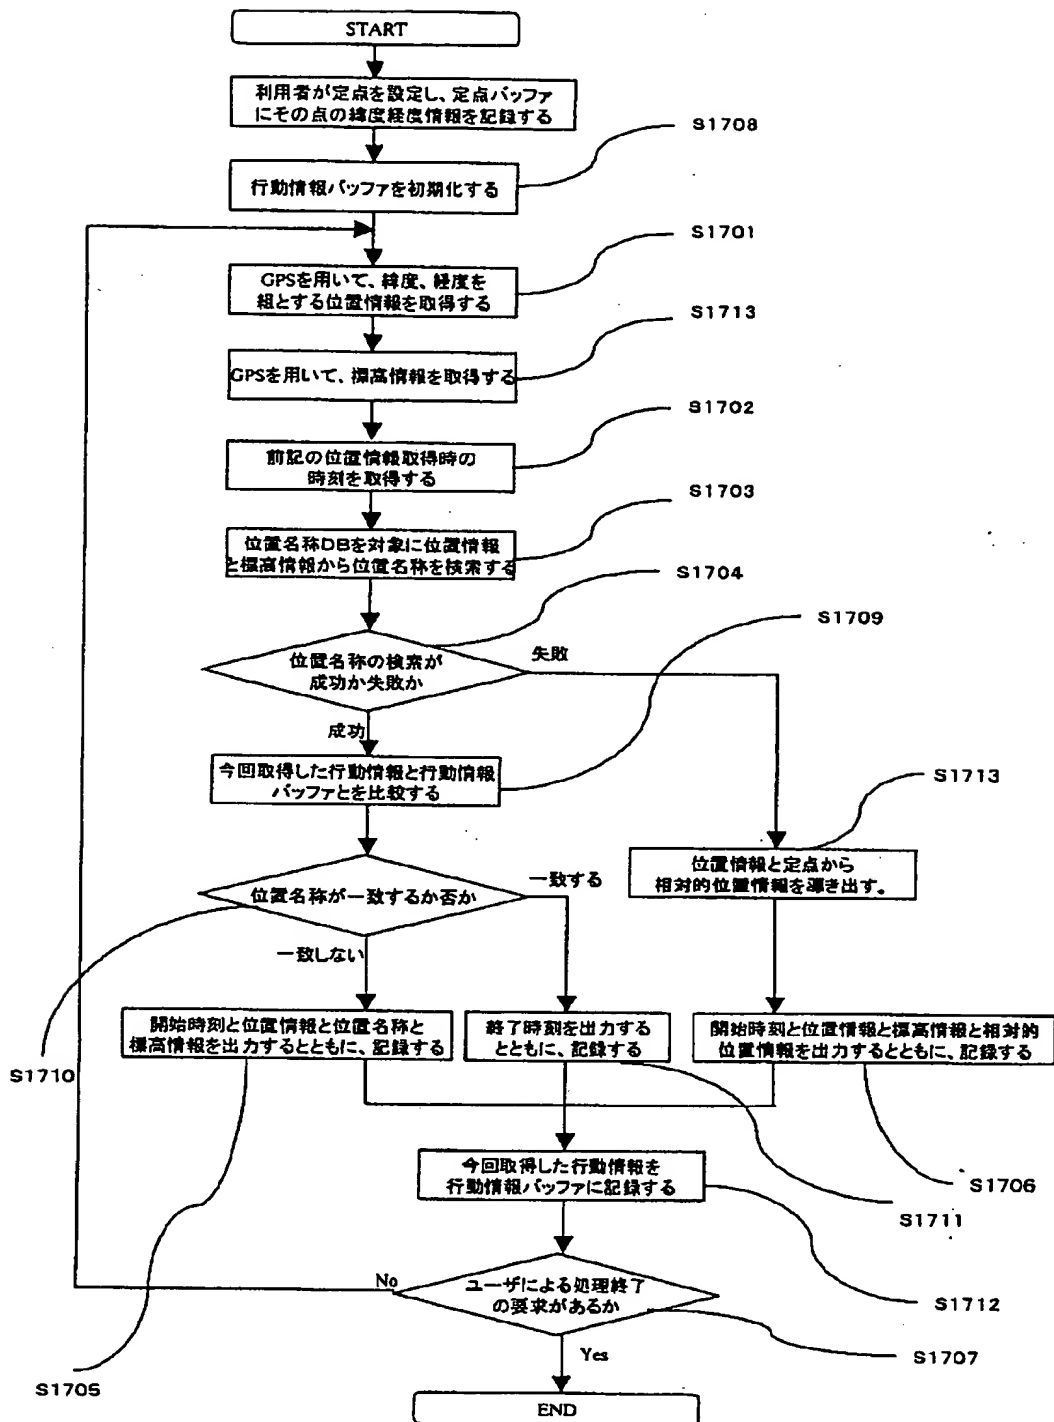 START
利用者が定点を設定し、定点バッファ
にその点の緯度経度情報を記録する
S1708
行動情報バッファを初期化する
S1701
GPSを用いて、緯度、経度を
組とする位置情報を取得する
S1713
GPSを用いて、標高情報を取得する
S1702
前記の位置情報取得時の
時刻を取得する
S1703
位置名称DBを対象に位置情報
と標高情報から位置名称を検索する
S1704
S1709
位置名称の検索が
成功か失敗か
失敗
成功
今回取得した行動情報と行動情報
バッファとを比較する
S1713
位置情報と定点から
相対的位置情報を導き出す。
位置名称が一致するか否か
一致する
一致しない
開始時刻と位置情報と位置名称と
標高情報を出力するとともに、記録する
終了時刻を出力する
とともに、記録する
開始時刻と位置情報と標高情報と相対的
位置情報を出力するとともに、記録する
S1710
今回取得した行動情報を
行動情報バッファに記録する
S1706
S1711
No
ユーザによる処理終了
の要求があるか
S1712
Yes
S1707
S1705
END